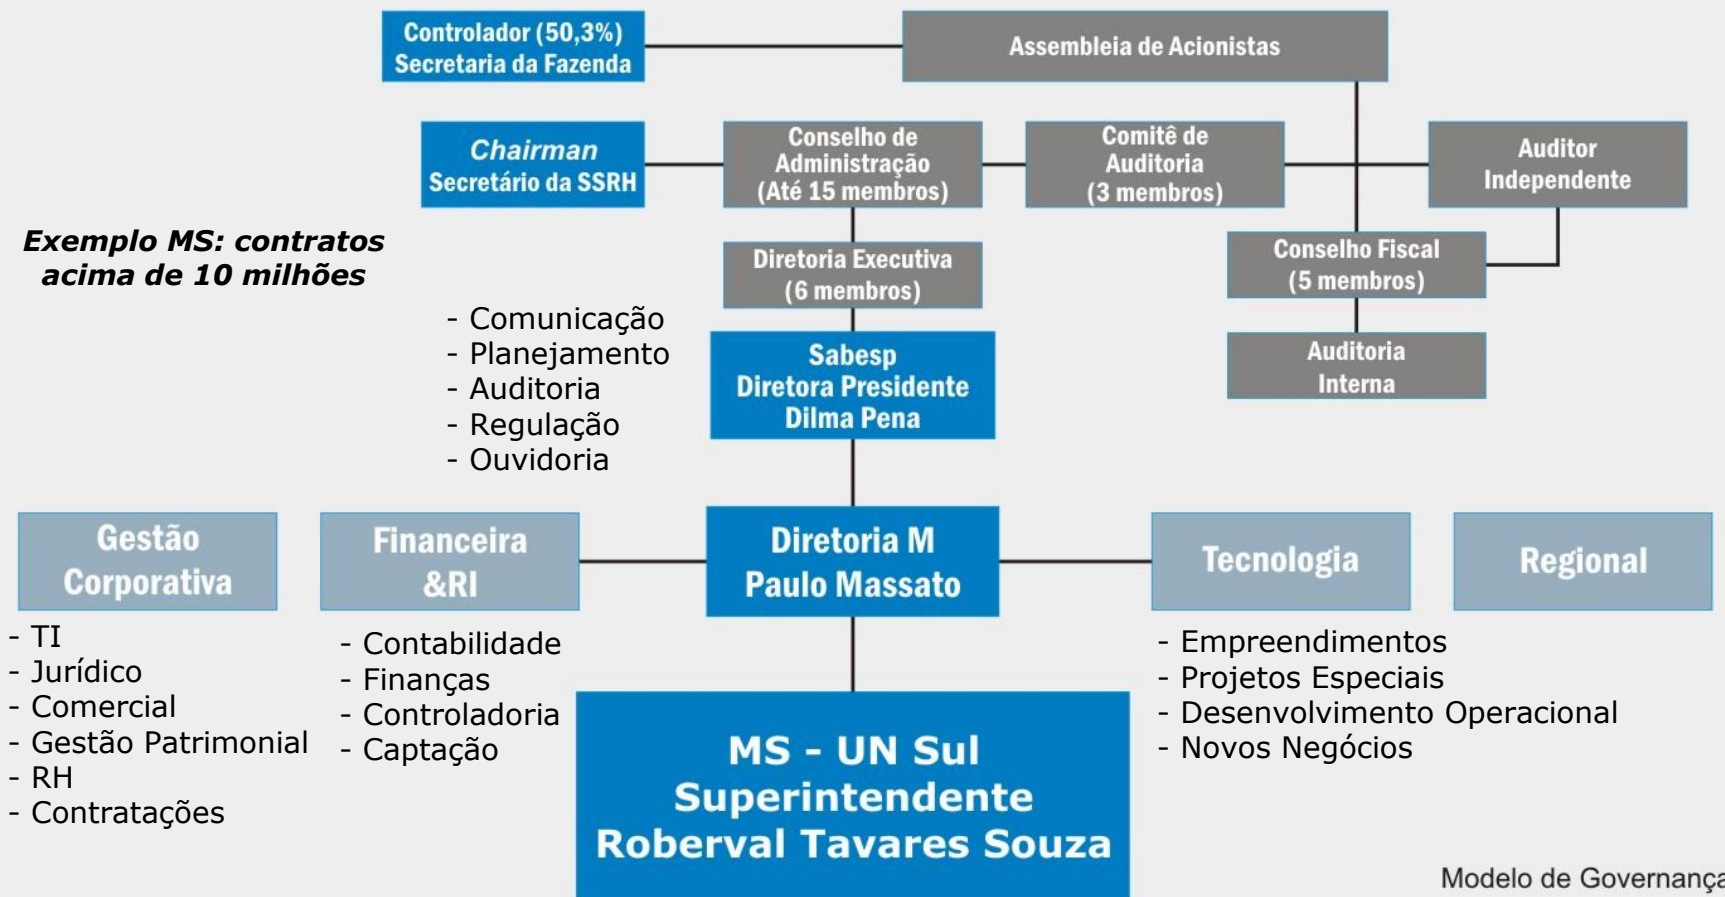 Controlador (50,3%)
Secretaria da Fazenda
Assembleia de Acionistas
Chairman
Secretário da SSRH
Conselho de
Administração
(Até 15 membros)
Comitê de
Auditoria
(3 membros)
Auditor
Independente
Exemplo MS: contratos
acima de 10 milhões
Diretoria Executiva
(6 membros)
Conselho Fiscal
(5 membros)
- Comunicação
- Planejamento
- Auditoria
- Regulação
- Ouvidoria
Sabesp
Diretora Presidente
Dilma Pena
Auditoria
Interna
Gestão
Corporativa
Financeira
&RI
Diretoria M
Paulo Massato
Tecnologia
Regional
- TI
- Jurídico
- Comercial
- Gestão Patrimonial
- RH
- Contratações
- Contabilidade
- Finanças
- Controladoria
- Captação
- Empreendimentos
- Projetos Especiais
- Desenvolvimento Operacional
- Novos Negócios
MS - UN Sul
Superintendente
Roberval Tavares Souza
Modelo de Governança